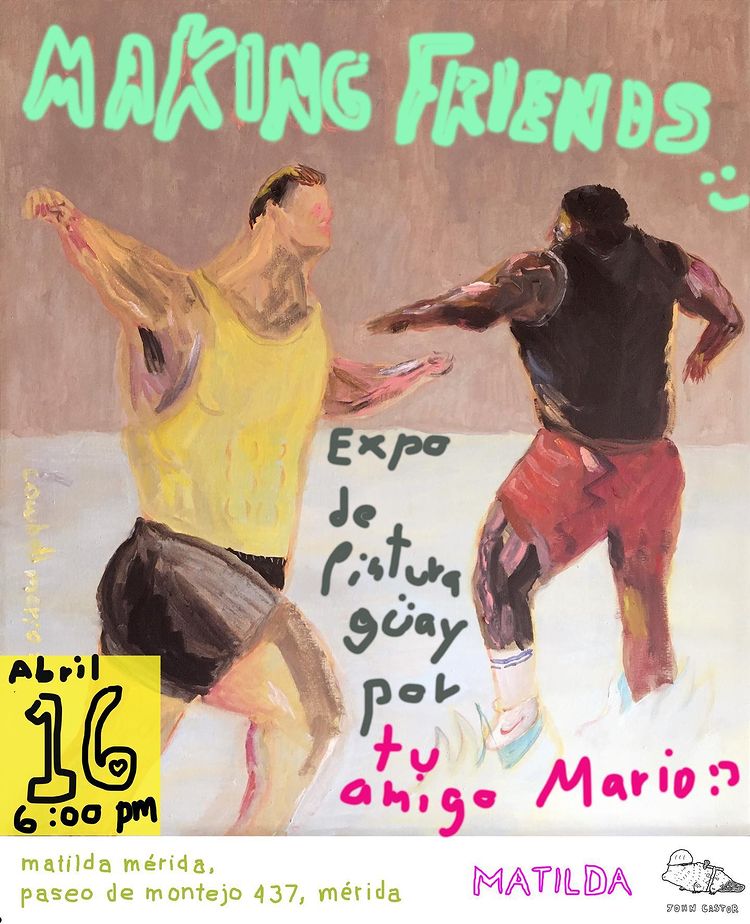 MAKING FRIENDS
:)
Expo
de
Pintura
güay
por
tu
amigo Mario :)
Abril
16
6:00 pm
matilda mérida,
paseo de montejo 437, mérida
MATILDA
JOHN CASTOR